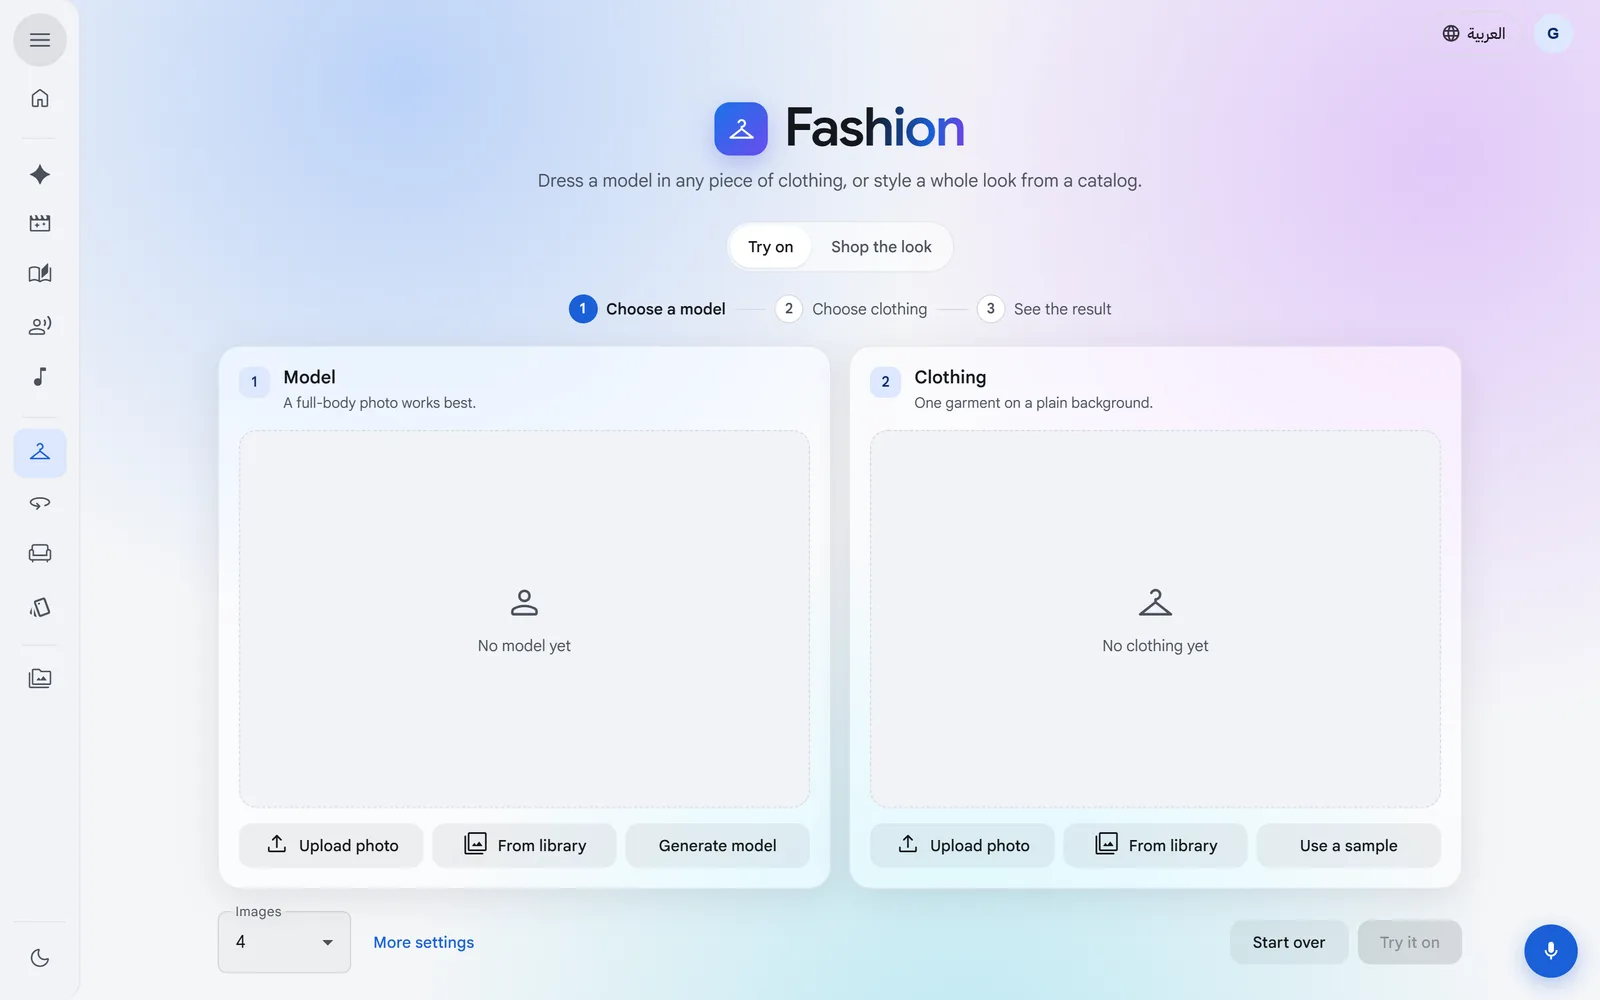 العربية
G
Fashion
Dress a model in any piece of clothing, or style a whole look from a catalog.
Try on
Shop the look
1 Choose a model
2 Choose clothing
3 See the result
1 Model
A full-body photo works best.
No model yet
Upload photo
From library
Generate model
2 Clothing
One garment on a plain background.
No clothing yet
Upload photo
From library
Use a sample
Images
4
More settings
Start over
Try it on